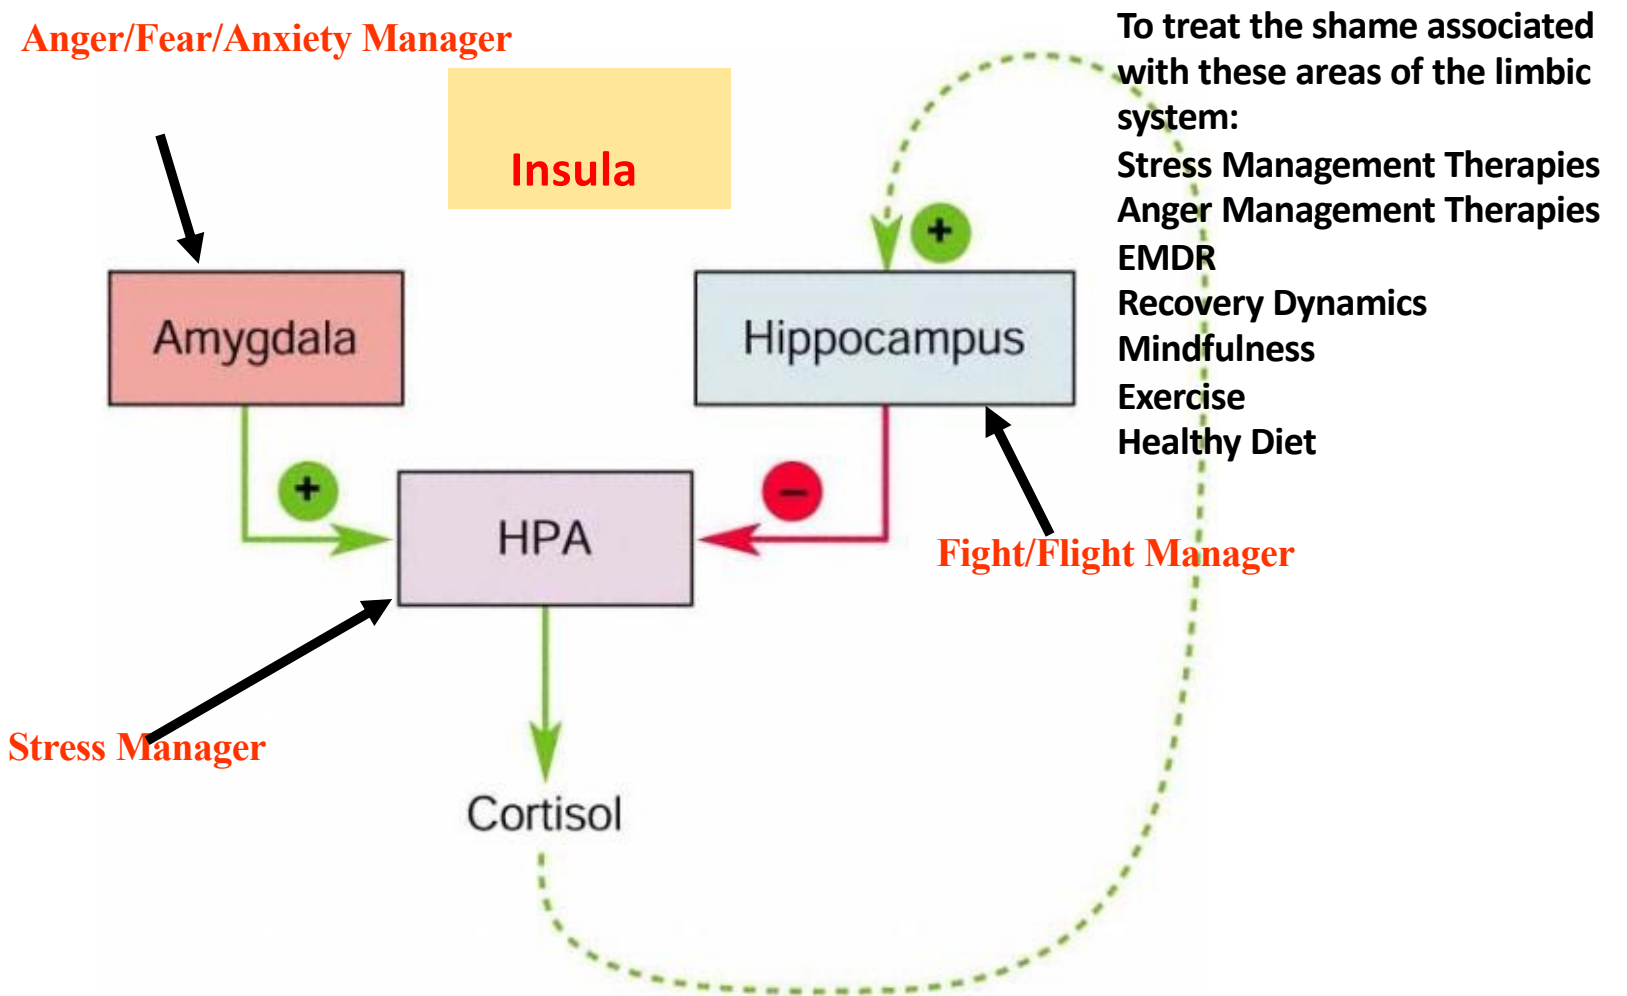 Anger/Fear/Anxiety Manager
Insula
To treat the shame associated
with these areas of the limbic
system:
Stress Management Therapies
Anger Management Therapies
EMDR
Recovery Dynamics
Mindfulness
Exercise
Healthy Diet
+
Amygdala
Hippocampus
+
–
HPA
Fight/Flight Manager
Stress Manager
Cortisol